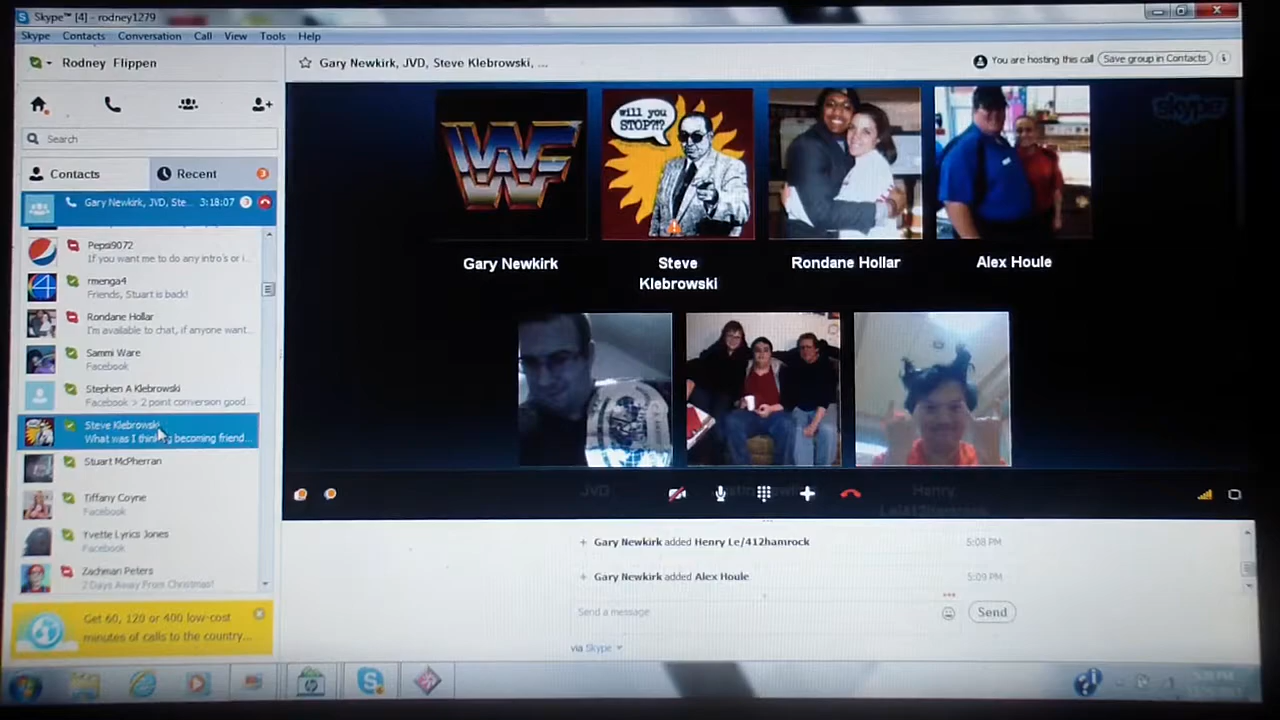 Skype™ [4] - rodney1279
Skype Contacts Conversation Call View Tools Help
Rodney Flippen
Gary Newkirk, JVD, Steve Klebrowski, ...
You are hosting this call
Save group in Contacts
Search
Contacts
Recent
3
Gary Newkirk, JVD, Ste... 3:18:07 3
Pepsi9072
If you want me to do any intro's or i...
rmenga4
Friends, Stuart is back!
Rondane Hollar
I'm available to chat, if anyone want...
Sammi Ware
Facebook
Stephen A Klebrowski
Facebook > 2 point conversion good...
Steve Klebrowski
What was I thinking becoming friend...
Stuart McPherran
Tiffany Coyne
Facebook
Yvette Lyrics Jones
Facebook
Zachman Peters
2 Days Away From Christmas!
Get 60, 120 or 400 low-cost
minutes of calls to the country...
skype
WWF
will you
STOP?!?
Gary Newkirk
Steve
Klebrowski
Rondane Hollar
Alex Houle
JVD
Henry
+ Gary Newkirk added Henry Le/412hamrock 5:08 PM
+ Gary Newkirk added Alex Houle 5:09 PM
Send a message
Send
via Skype